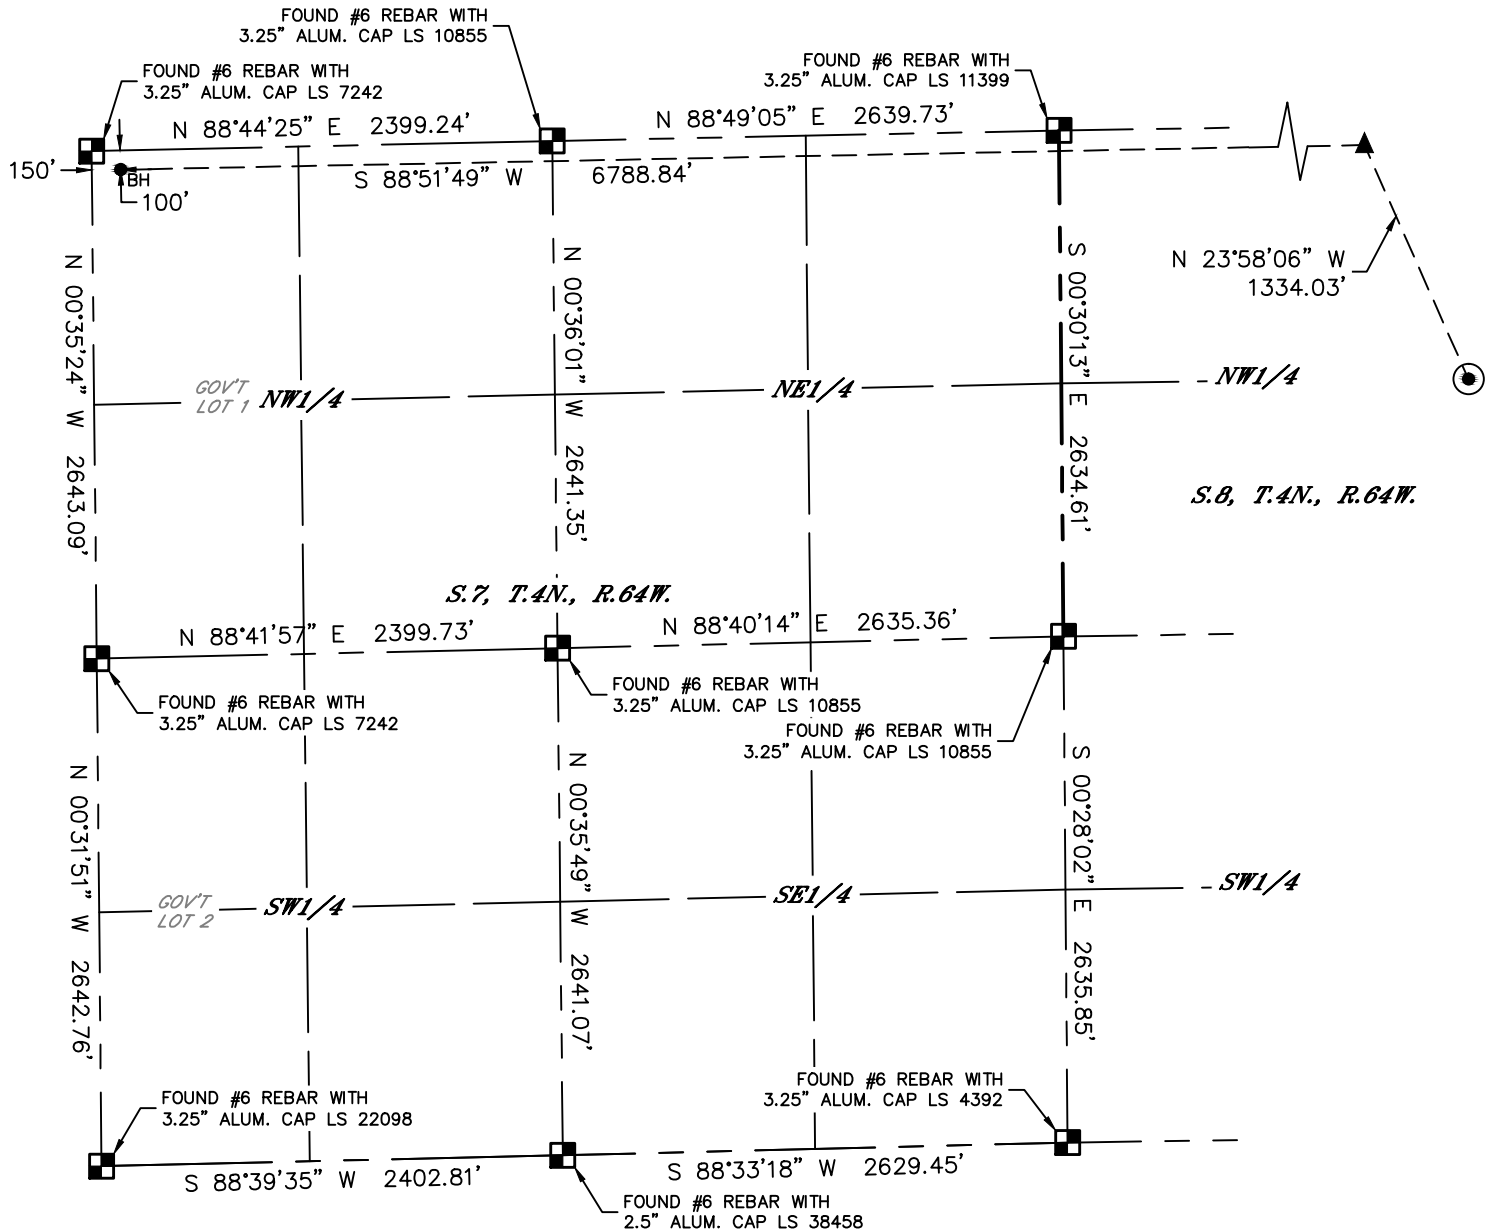 FOUND #6 REBAR WITH
3.25" ALUM. CAP LS 10855
FOUND #6 REBAR WITH
3.25" ALUM. CAP LS 7242
FOUND #6 REBAR WITH
3.25" ALUM. CAP LS 11399
N 88°44'25" E 2399.24'
N 88°49'05" E 2639.73'
150'
BH
100'
S 88°51'49" W 6788.84'
N 23°58'06" W
1334.03'
N 00°35'24" W 2643.09'
N 00°36'01" W 2641.35'
S 00°30'13" E 2634.61'
GOV'T
LOT 1
NW1/4
NE1/4
NW1/4
S.8, T.4N., R.64W.
S.7, T.4N., R.64W.
N 88°41'57" E 2399.73'
N 88°40'14" E 2635.36'
FOUND #6 REBAR WITH
3.25" ALUM. CAP LS 7242
FOUND #6 REBAR WITH
3.25" ALUM. CAP LS 10855
FOUND #6 REBAR WITH
3.25" ALUM. CAP LS 10855
N 00°31'51" W 2642.76'
N 00°35'49" W 2641.07'
S 00°28'02" E 2635.85'
GOV'T
LOT 2
SW1/4
SE1/4
SW1/4
FOUND #6 REBAR WITH
3.25" ALUM. CAP LS 22098
FOUND #6 REBAR WITH
3.25" ALUM. CAP LS 4392
S 88°39'35" W 2402.81'
S 88°33'18" W 2629.45'
FOUND #6 REBAR WITH
2.5" ALUM. CAP LS 38458